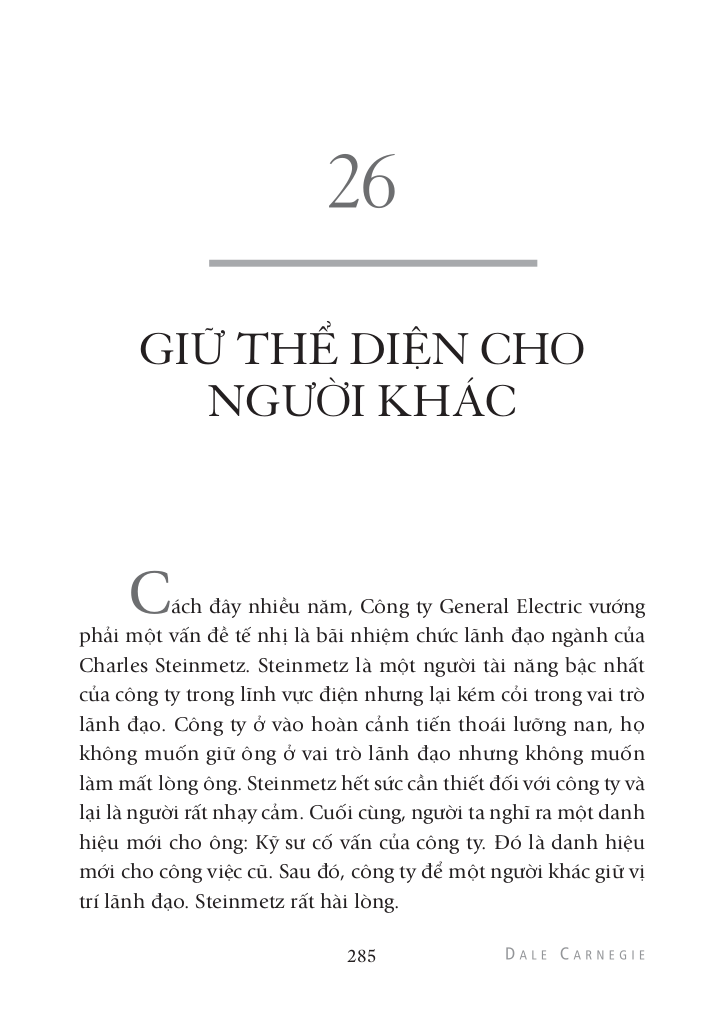 26
GIỮ THỂ DIỆN CHO
NGƯỜI KHÁC
Cách đây nhiều năm, Công ty General Electric vướng
phải một vấn đề tế nhị là bãi nhiệm chức lãnh đạo ngành của
Charles Steinmetz. Steinmetz là một người tài năng bậc nhất
của công ty trong lĩnh vực điện nhưng lại kém cỏi trong vai trò
lãnh đạo. Công ty ở vào hoàn cảnh tiến thoái lưỡng nan, họ
không muốn giữ ông ở vai trò lãnh đạo nhưng không muốn
làm mất lòng ông. Steinmetz hết sức cần thiết đối với công ty và
lại là người rất nhạy cảm. Cuối cùng, người ta nghĩ ra một danh
hiệu mới cho ông: Kỹ sư cố vấn của công ty. Đó là danh hiệu
mới cho công việc cũ. Sau đó, công ty để một người khác giữ vị
trí lãnh đạo. Steinmetz rất hài lòng.
285 DALE CARNEGIE